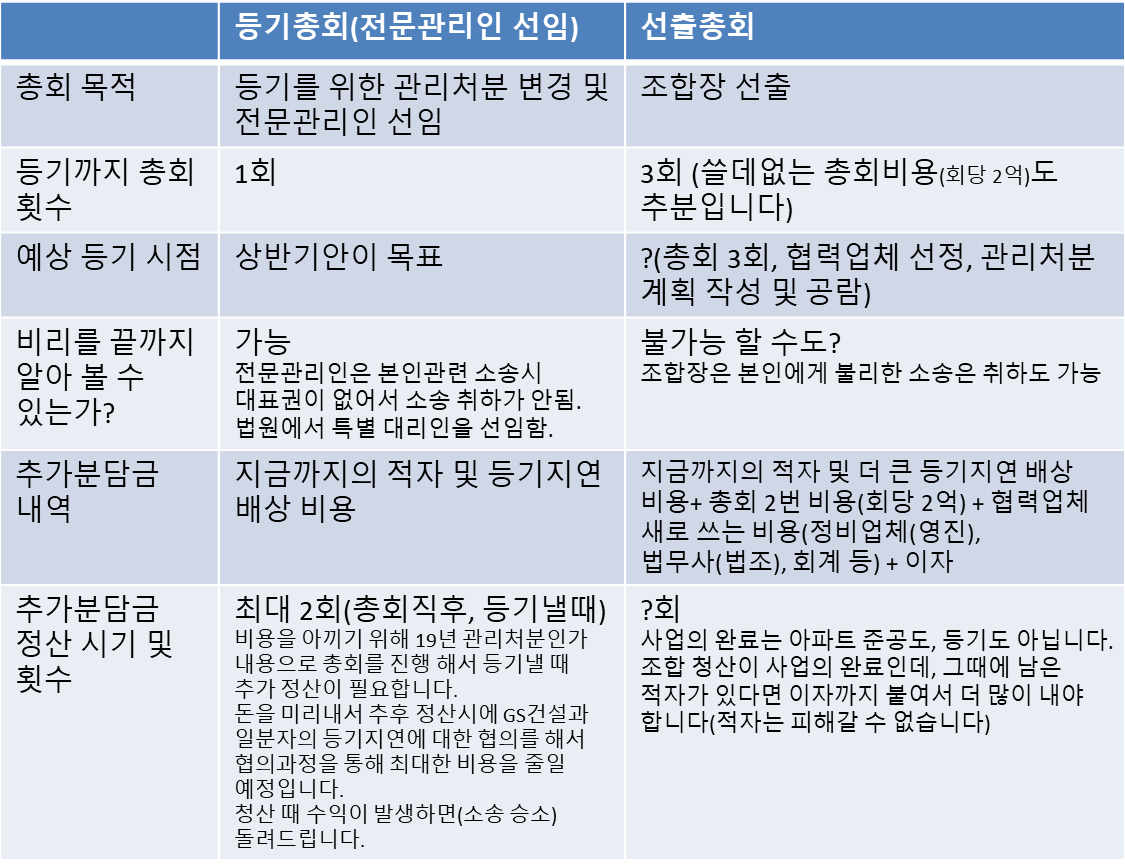 등기총회(전문관리인 선임)
선출총회
총회 목적
등기를 위한 관리처분 변경 및
전문관리인 선임
조합장 선출
등기까지 총회
횟수
1회
3회 (쓸데없는 총회비용(회당 2억)도
추분입니다)
예상 등기 시점
상반기안이 목표
?(총회 3회, 협력업체 선정, 관리처분
계획 작성 및 공람)
비리를 끝까지
알아 볼 수
있는가?
가능
전문관리인은 본인관련 소송시
대표권이 없어서 소송 취하가 안됨.
법원에서 특별 대리인을 선임함.
불가능 할 수도?
조합장은 본인에게 불리한 소송은 취하도 가능
추가분담금
내역
지금까지의 적자 및 등기지연
배상 비용
지금까지의 적자 및 더 큰 등기지연 배상
비용+ 총회 2번 비용(회당 2억) + 협력업체
새로 쓰는 비용(정비업체(영진),
법무사(법조), 회계 등) + 이자
추가분담금
정산 시기 및
횟수
최대 2회(총회직후, 등기낼때)
비용을 아끼기 위해 19년 관리처분인가
내용으로 총회를 진행 해서 등기낼 때
추가 정산이 필요합니다.
돈을 미리내서 추후 정산시에 GS건설과
일분자의 등기지연에 대한 협의를 해서
협의과정을 통해 최대한 비용을 줄일
예정입니다.
청산 때 수익이 발생하면(소송 승소)
돌려드립니다.
?회
사업의 완료는 아파트 준공도, 등기도 아닙니다.
조합 청산이 사업의 완료인데, 그때에 남은
적자가 있다면 이자까지 붙여서 더 많이 내야
합니다(적자는 피해갈 수 없습니다)